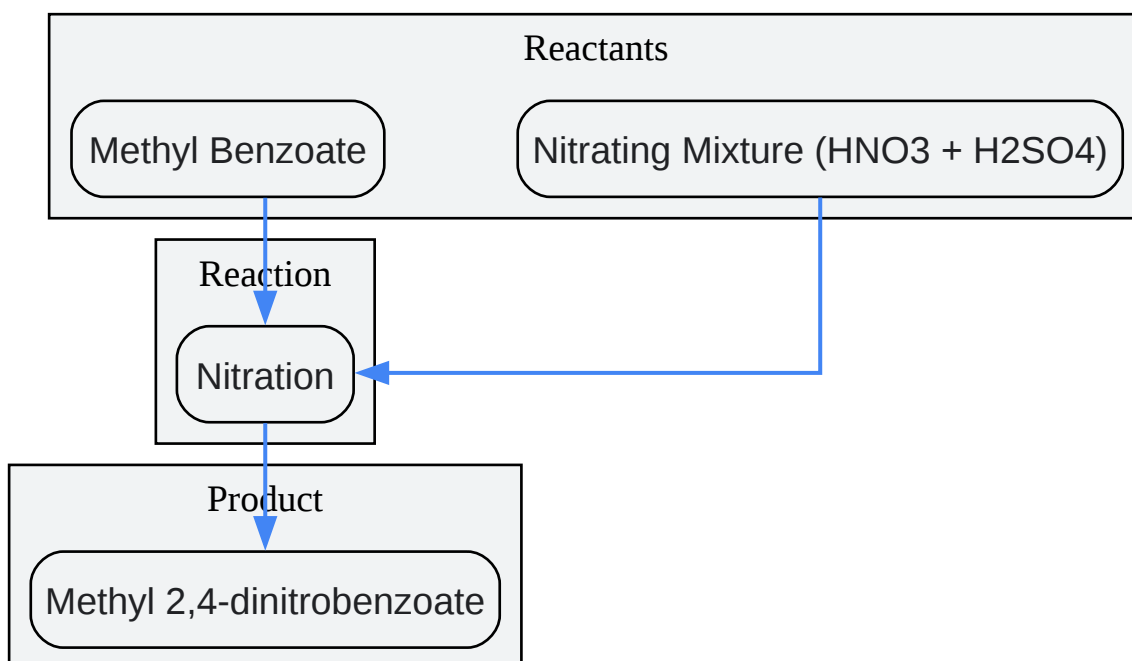 Reactants
Methyl Benzoate
Nitrating Mixture (HNO3 + H2SO4)
Reaction
Nitration
Product
Methyl 2,4-dinitrobenzoate